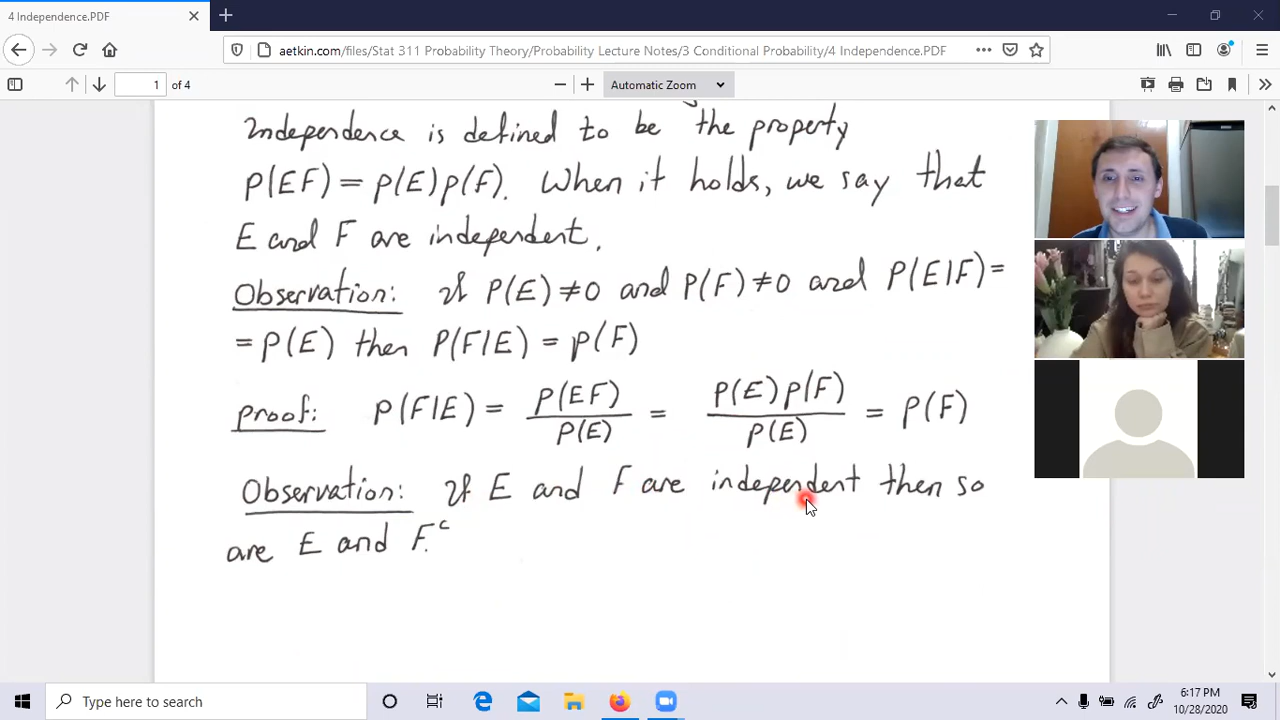 4 Independence.PDF
aetkin.com/files/Stat 311 Probability Theory/Probability Lecture Notes/3 Conditional Probability/4 Independence.PDF
1 of 4
Automatic Zoom
Independence is defined to be the property
P(EF) = P(E)P(F). When it holds, we say that
E and F are independent.
Observation: If P(E) ≠ 0 and P(F) ≠ 0 and P(E|F) =
= P(E) then P(F|E) = P(F)
proof: P(F|E) = P(EF)/P(E) = P(E)P(F)/P(E) = P(F)
Observation: If E and F are independent then so
are E and Fᶜ.
Type here to search
6:17 PM
10/28/2020